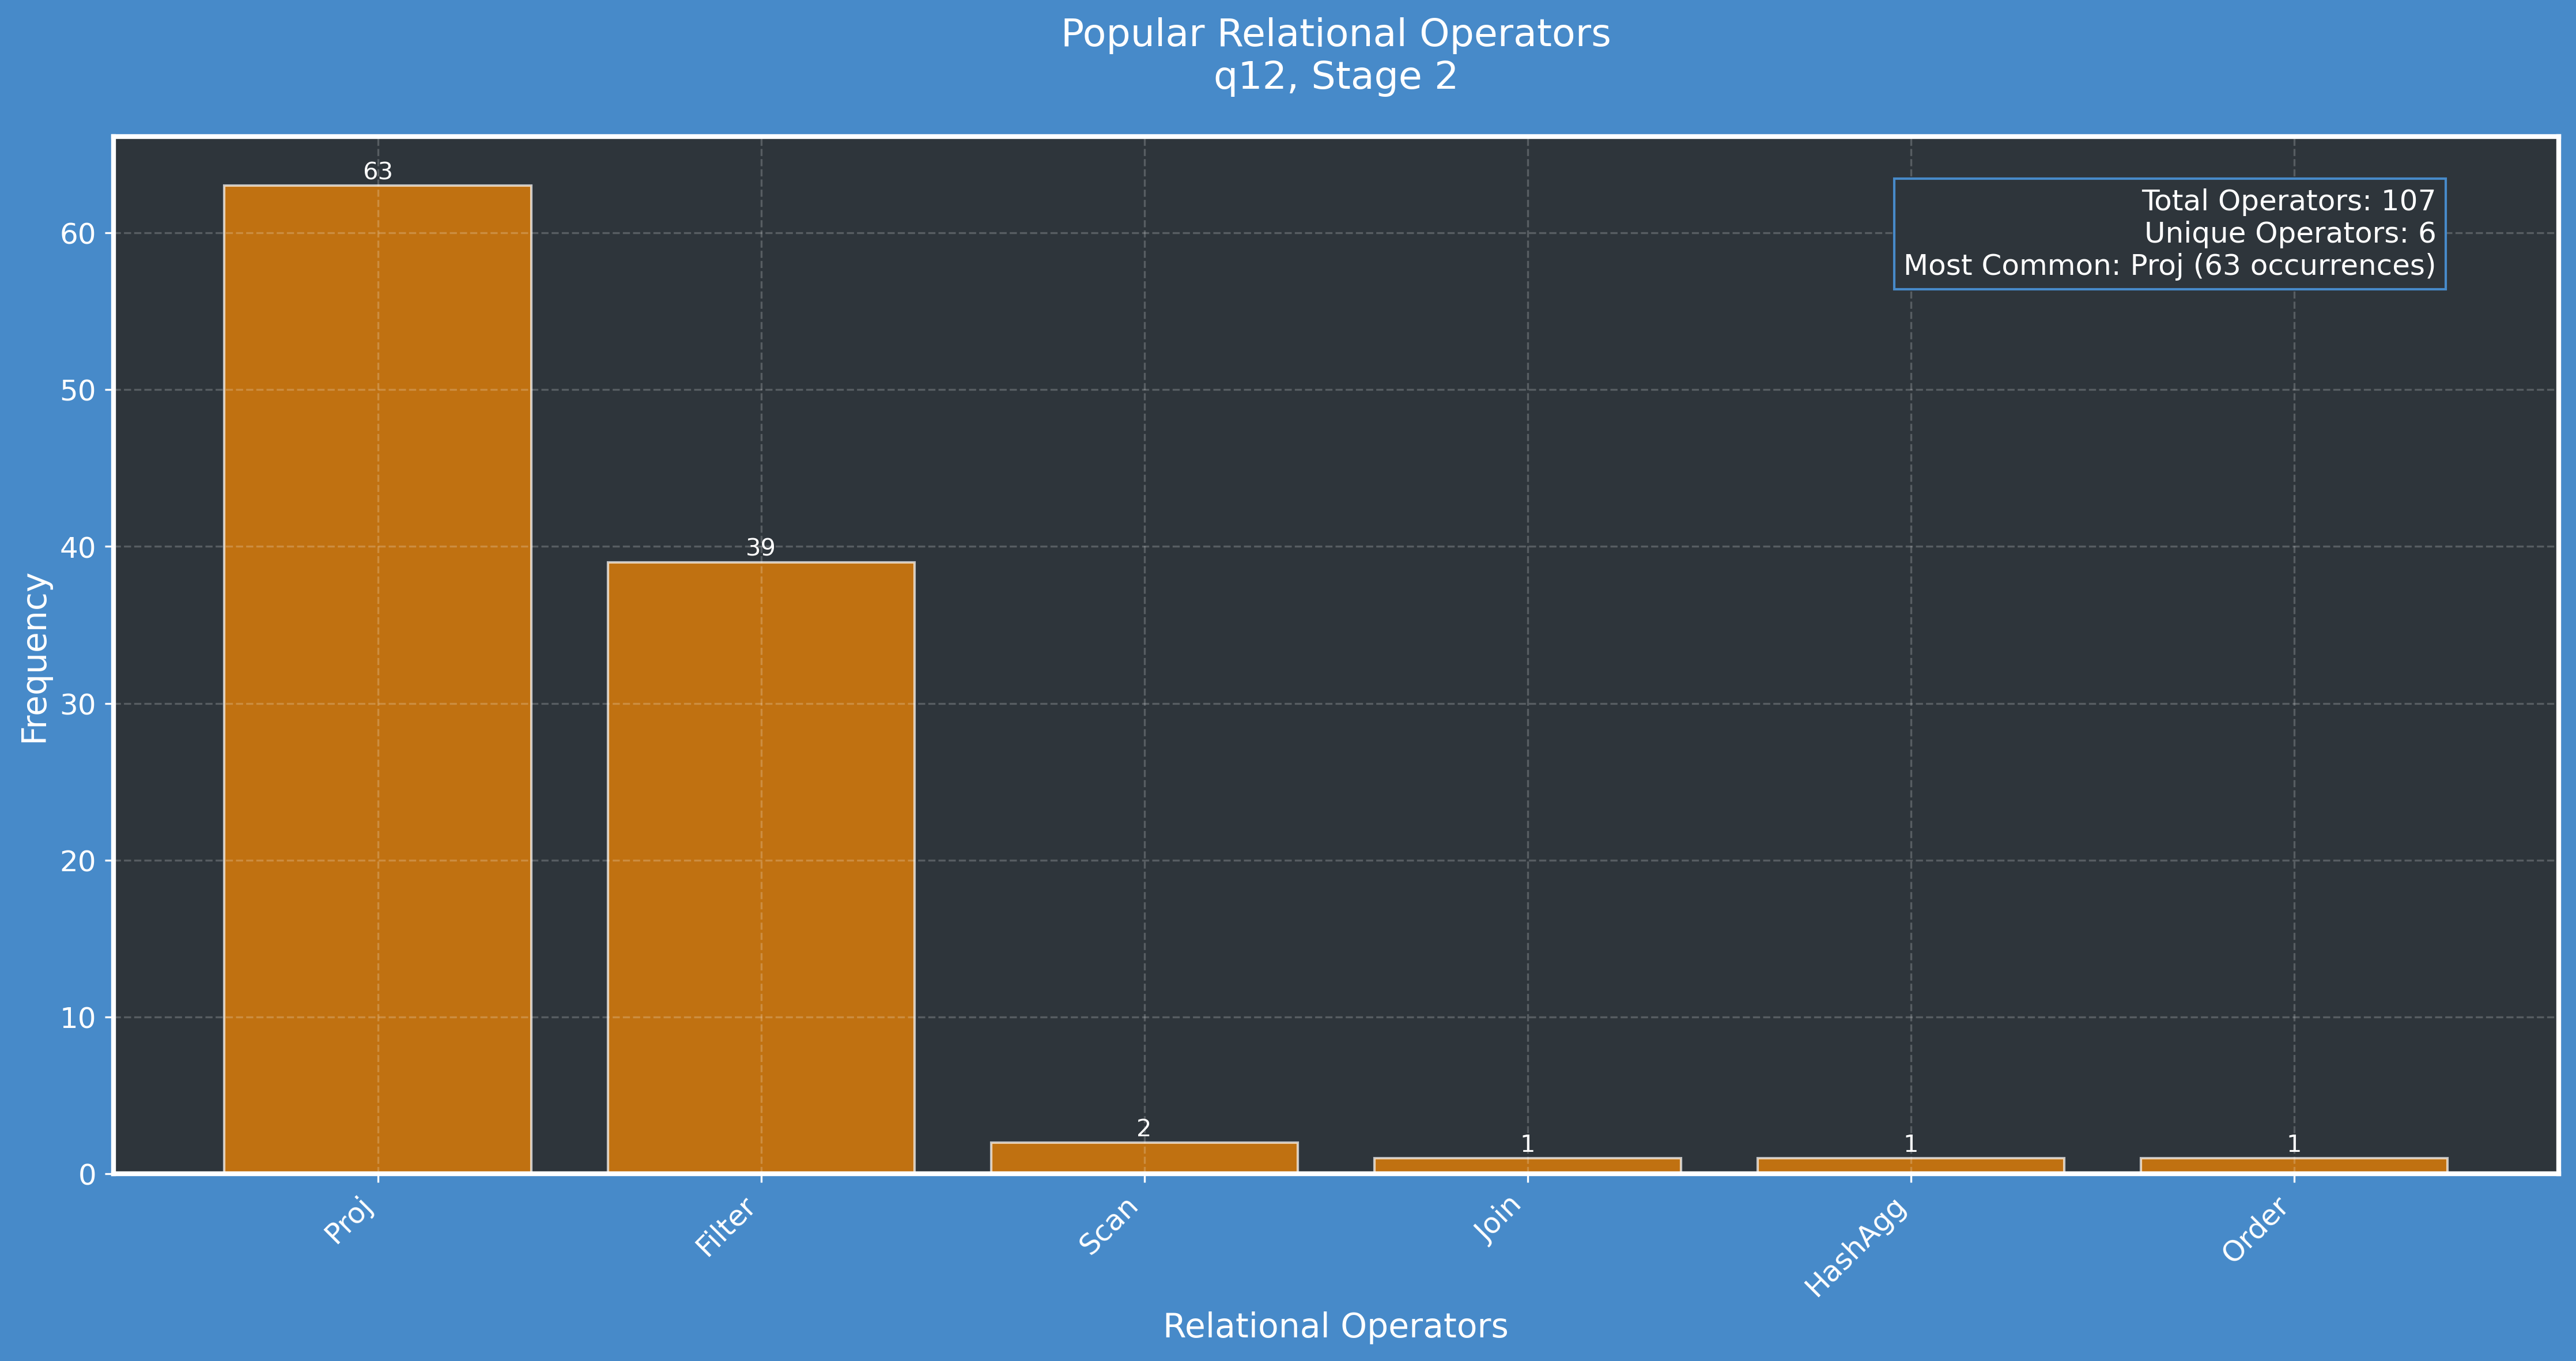 Popular Relational Operators
q12, Stage 2
Total Operators: 107
Unique Operators: 6
Most Common: Proj (63 occurrences)
63
39
2
1
1
1
Frequency
60
50
40
30
20
10
0
Proj
Filter
Scan
Join
HashAgg
Order
Relational Operators